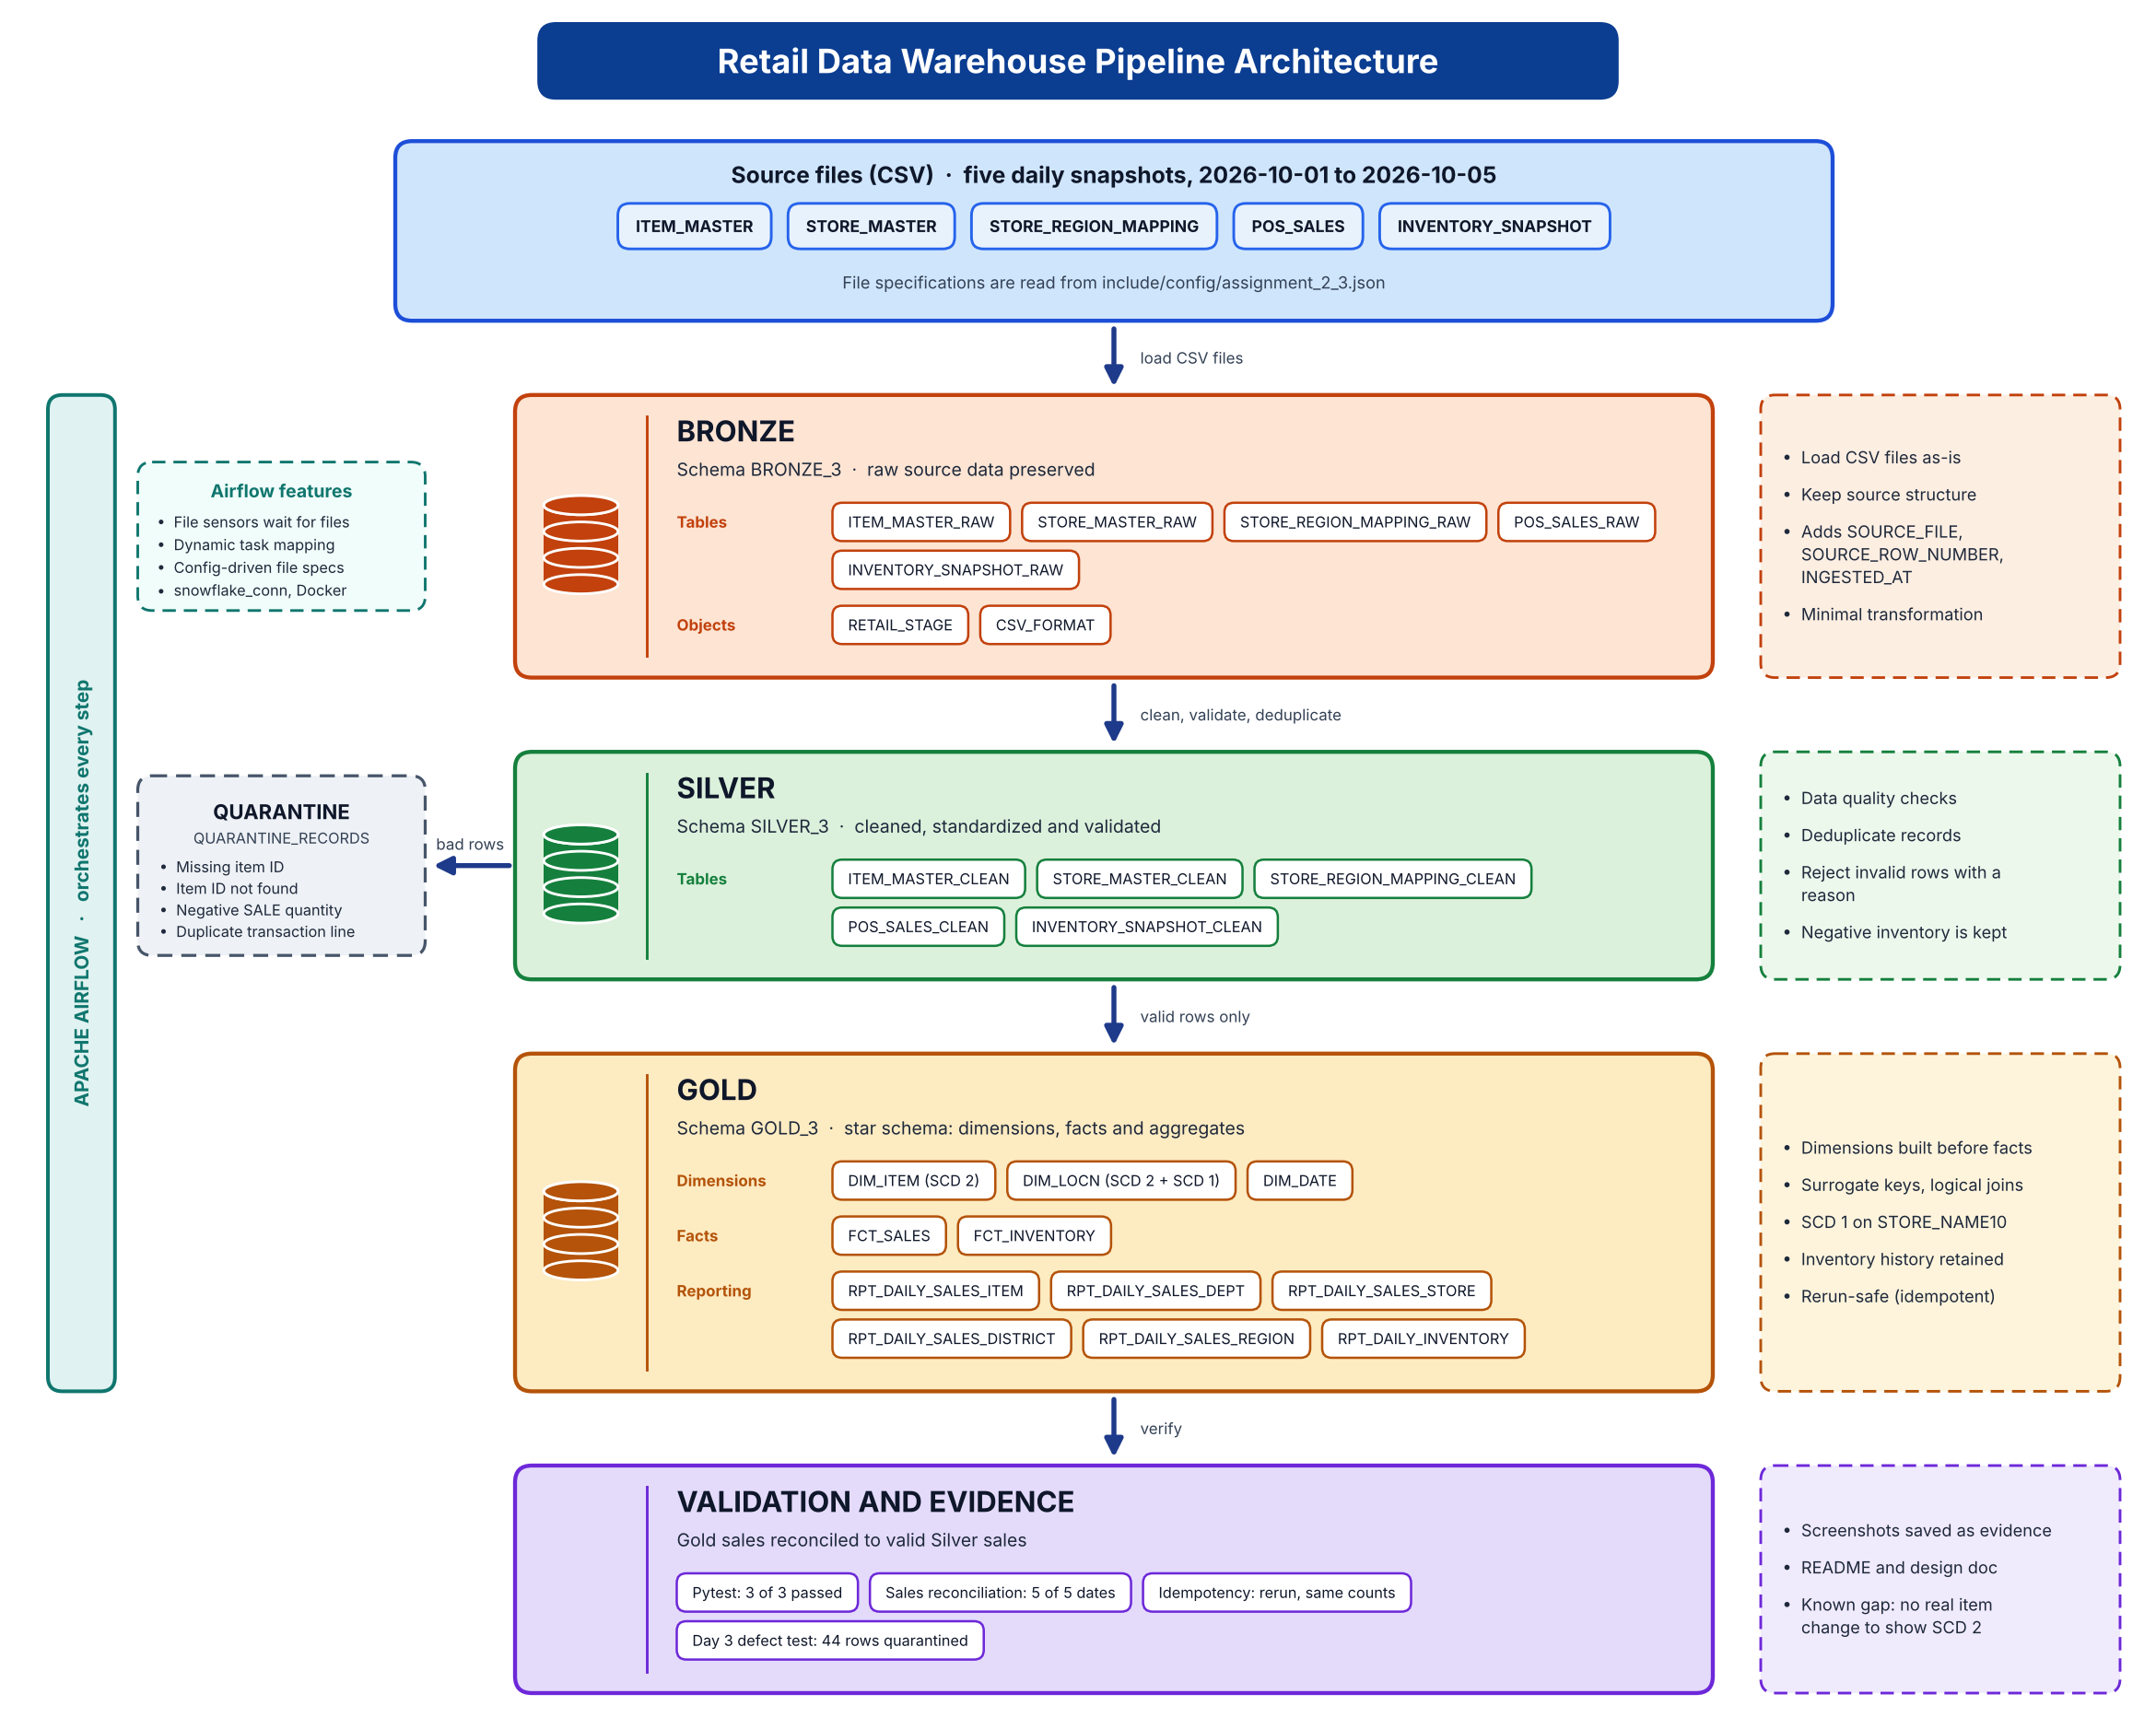 Retail Data Warehouse Pipeline Architecture
Source files (CSV) · five daily snapshots, 2026-10-01 to 2026-10-05
ITEM_MASTER
STORE_MASTER
STORE_REGION_MAPPING
POS_SALES
INVENTORY_SNAPSHOT
File specifications are read from include/config/assignment_2_3.json
load CSV files
APACHE AIRFLOW · orchestrates every step
Airflow features
• File sensors wait for files
• Dynamic task mapping
• Config-driven file specs
• snowflake_conn, Docker
BRONZE
Schema BRONZE_3 · raw source data preserved
Tables
ITEM_MASTER_RAW
STORE_MASTER_RAW
STORE_REGION_MAPPING_RAW
POS_SALES_RAW
INVENTORY_SNAPSHOT_RAW
Objects
RETAIL_STAGE
CSV_FORMAT
• Load CSV files as-is
• Keep source structure
• Adds SOURCE_FILE,
SOURCE_ROW_NUMBER,
INGESTED_AT
• Minimal transformation
clean, validate, deduplicate
QUARANTINE
QUARANTINE_RECORDS
• Missing item ID
• Item ID not found
• Negative SALE quantity
• Duplicate transaction line
bad rows
SILVER
Schema SILVER_3 · cleaned, standardized and validated
Tables
ITEM_MASTER_CLEAN
STORE_MASTER_CLEAN
STORE_REGION_MAPPING_CLEAN
POS_SALES_CLEAN
INVENTORY_SNAPSHOT_CLEAN
• Data quality checks
• Deduplicate records
• Reject invalid rows with a
reason
• Negative inventory is kept
valid rows only
GOLD
Schema GOLD_3 · star schema: dimensions, facts and aggregates
Dimensions
DIM_ITEM (SCD 2)
DIM_LOCN (SCD 2 + SCD 1)
DIM_DATE
Facts
FCT_SALES
FCT_INVENTORY
Reporting
RPT_DAILY_SALES_ITEM
RPT_DAILY_SALES_DEPT
RPT_DAILY_SALES_STORE
RPT_DAILY_SALES_DISTRICT
RPT_DAILY_SALES_REGION
RPT_DAILY_INVENTORY
• Dimensions built before facts
• Surrogate keys, logical joins
• SCD 1 on STORE_NAME10
• Inventory history retained
• Rerun-safe (idempotent)
verify
VALIDATION AND EVIDENCE
Gold sales reconciled to valid Silver sales
Pytest: 3 of 3 passed
Sales reconciliation: 5 of 5 dates
Idempotency: rerun, same counts
Day 3 defect test: 44 rows quarantined
• Screenshots saved as evidence
• README and design doc
• Known gap: no real item
change to show SCD 2